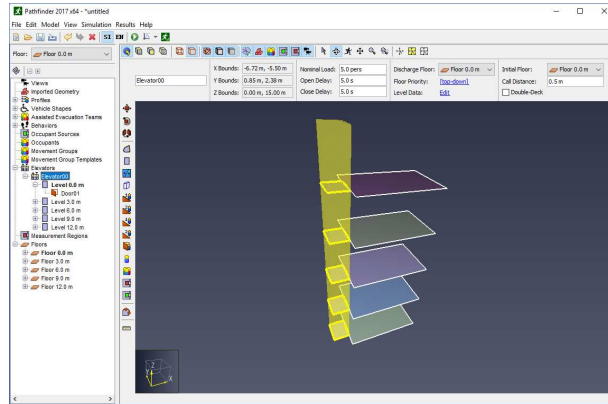 Pathfinder 2017 x64 - "untitled
File Edit Model View Simulation Results Help
SI EN
Floor: Floor 0.0 m
X Bounds: -6.72 m, -5.50 m Nominal Load: 5.0 pers Discharge Floor: Floor 0.0 m Initial Floor: Floor 0.0 m
Elevator00 Y Bounds: 0.85 m, 2.38 m Open Delay: 5.0 s Floor Priority: [top-down] Call Distance: 0.5 m
Z Bounds: 0.00 m, 15.00 m Close Delay: 5.0 s Level Data: Edit Double-Deck
Views
Imported Geometry
Profiles
Vehicle Shapes
Assisted Evacuation Teams
Behaviors
Occupant Sources
Occupants
Movement Groups
Movement Group Templates
Elevators
Elevator00
Level 0.0 m
Door01
Level 3.0 m
Level 6.0 m
Level 9.0 m
Level 12.0 m
Measurement Regions
Floors
Floor 0.0 m
Floor 3.0 m
Floor 6.0 m
Floor 9.0 m
Floor 12.0 m
Z
Y
X